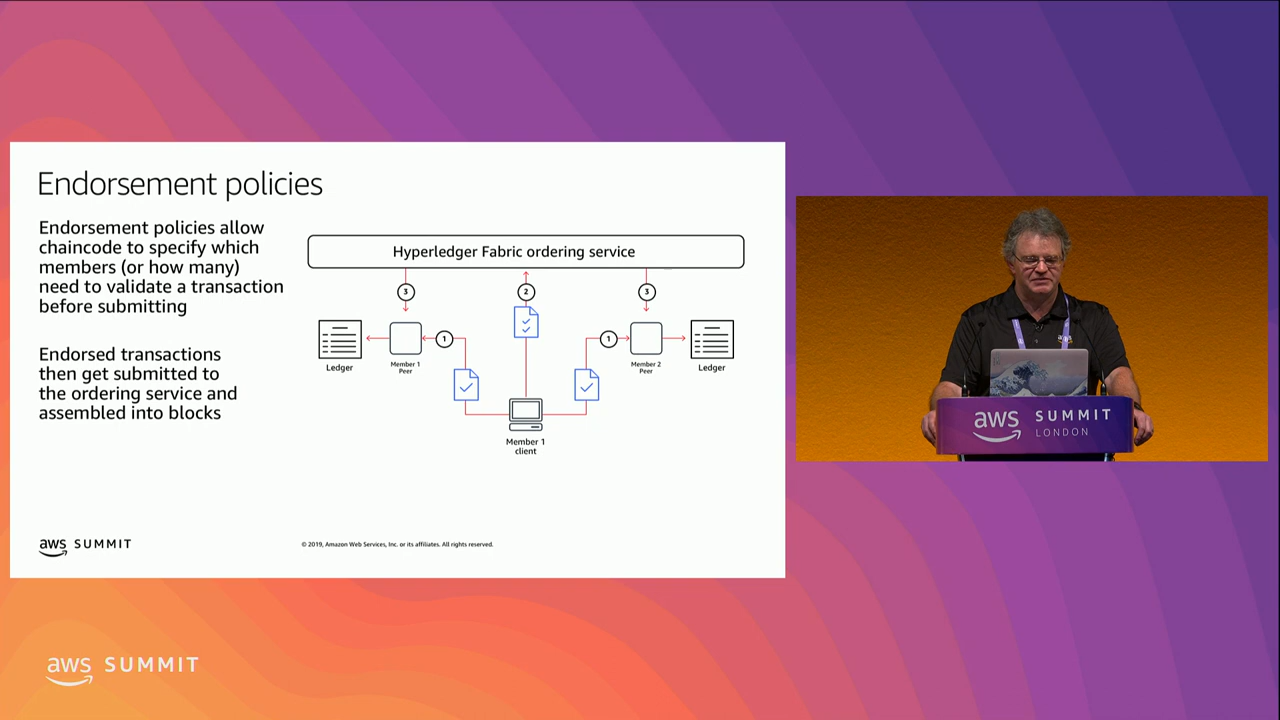 Endorsement policies
Endorsement policies allow
chaincode to specify which
members (or how many)
need to validate a transaction
before submitting
Endorsed transactions
then get submitted to
the ordering service and
assembled into blocks
Hyperledger Fabric ordering service
3
2
3
1
1
Ledger
Member 1
Peer
Member 2
Peer
Ledger
Member 1
client
aws SUMMIT
© 2019, Amazon Web Services, Inc. or its affiliates. All rights reserved.
aws SUMMIT
LONDON
aws SUMMIT